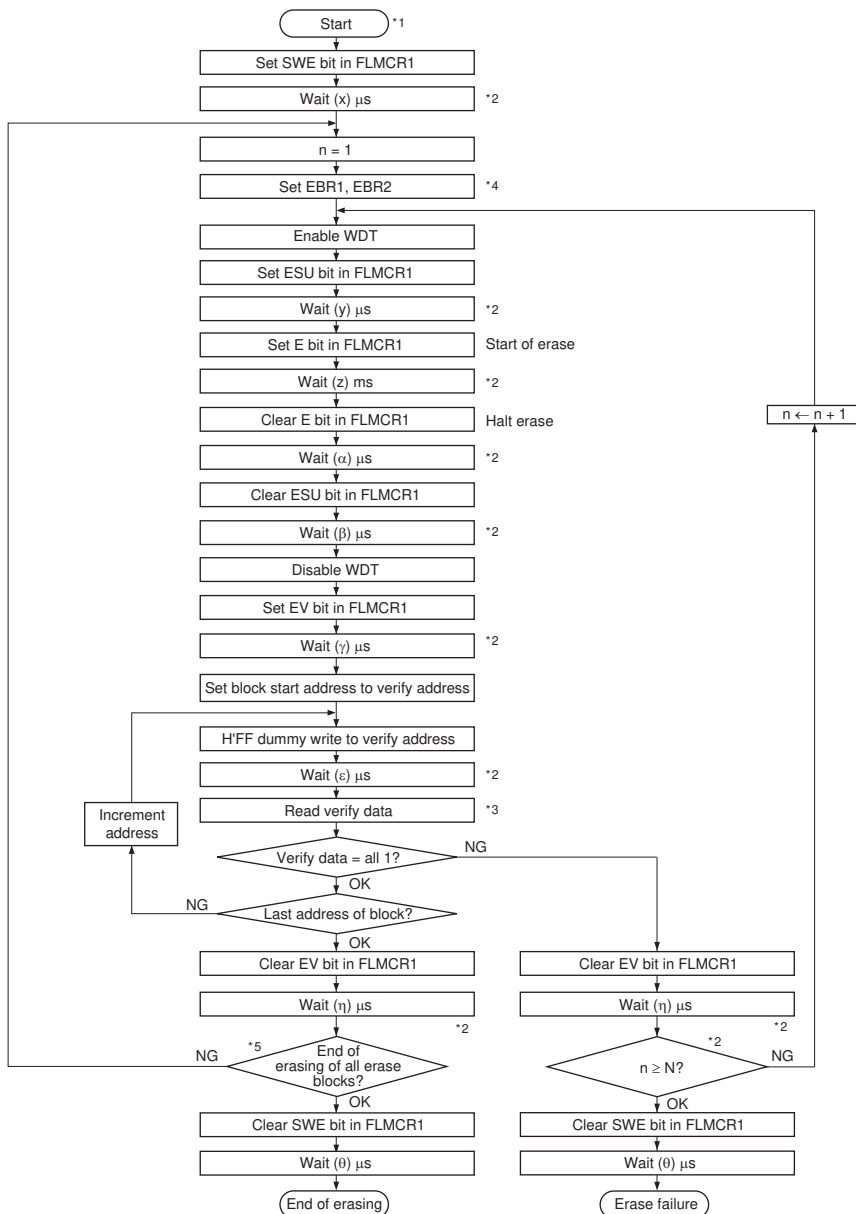 Start *1
Set SWE bit in FLMCR1
Wait (x) μs *2
n = 1
Set EBR1, EBR2 *4
Enable WDT
Set ESU bit in FLMCR1
Wait (y) μs *2
Set E bit in FLMCR1 Start of erase
Wait (z) ms *2
n ← n + 1
Clear E bit in FLMCR1 Halt erase
Wait (α) μs *2
Clear ESU bit in FLMCR1
Wait (β) μs *2
Disable WDT
Set EV bit in FLMCR1
Wait (γ) μs *2
Set block start address to verify address
H'FF dummy write to verify address
Wait (ε) μs *2
Increment
address
Read verify data *3
Verify data = all 1? NG
OK
NG Last address of block?
OK
Clear EV bit in FLMCR1
Wait (η) μs
*2
NG *5
End of
erasing of all erase
blocks?
OK
Clear SWE bit in FLMCR1
Wait (θ) μs
End of erasing
Clear EV bit in FLMCR1
Wait (η) μs
*2
*2
n ≥ N? NG
OK
Clear SWE bit in FLMCR1
Wait (θ) μs
Erase failure